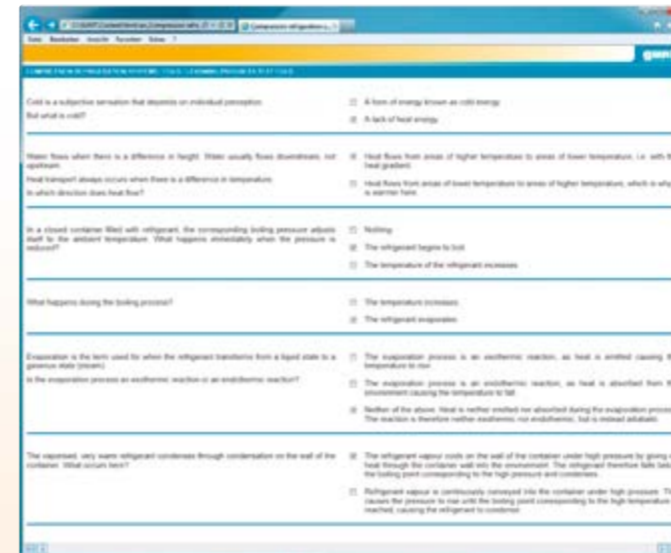 Cold is a subjective sensation that depends on individual perception.
But what is cold?
A form of energy known as cold energy.
A lack of heat energy.
Water flows when there is a difference in height. Water usually flows downstream, not
upstream.
Heat transport always occurs when there is a difference in temperature.
In which direction does heat flow?
Heat flows from areas of higher temperature to areas of lower temperature, i.e. with the
heat gradient.
Heat flows from areas of lower temperature to areas of higher temperature, which is why
is warmer here.
In a closed container filled with refrigerant, the corresponding boiling pressure adjusts
itself to the ambient temperature. What happens immediately when the pressure is
reduced?
Nothing.
The refrigerant begins to boil.
The temperature of the refrigerant increases.
What happens during the boiling process?
The temperature increases.
The refrigerant evaporates.
Evaporation is the term used for when the refrigerant transforms from a liquid state to a
gaseous state (steam).
Is the evaporation process an exothermic reaction or an endothermic reaction?
The evaporation process is an exothermic reaction, as heat is emitted causing
temperature to rise.
The evaporation process is an endothermic reaction, as heat is absorbed from
environment causing the temperature to fall.
Neither of the above. Heat is neither emitted nor absorbed during the evaporation process.
The reaction is therefore neither exothermic nor endothermic, but is instead adiabatic.
The vaporised, very warm refrigerant condenses through condensation on the wall of the
container. What occurs here?
The refrigerant vapour cools on the wall of the container under high pressure by giving
heat through the container wall into the environment. The refrigerant therefore falls below
the boiling point corresponding to the high pressure and condenses.
Refrigerant vapour is continuously conveyed into the container under high pressure. This
causes the pressure to rise until the boiling point corresponding to the high temperature
reached, causing the refrigerant to condense.